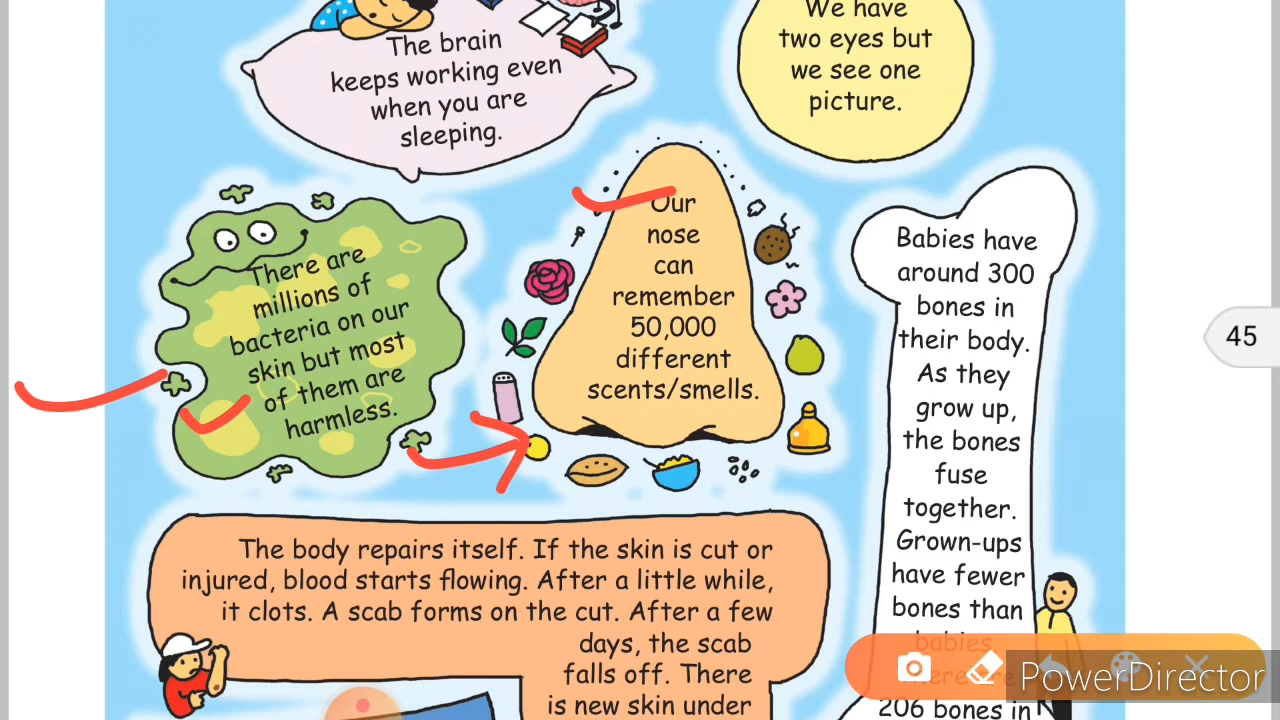 The brain
keeps working even
when you are
sleeping.
We have
two eyes but
we see one
picture.
There are
millions of
bacteria on our
skin but most
of them are
harmless.
Our
nose
can
remember
50,000
different
scents/smells.
Babies have
around 300
bones in
their body.
As they
grow up,
the bones
fuse
together.
Grown-ups
have fewer
bones than
babies.
206 bones in
45
The body repairs itself. If the skin is cut or
injured, blood starts flowing. After a little while,
it clots. A scab forms on the cut. After a few
days, the scab
falls off. There
is new skin under
PowerDirector